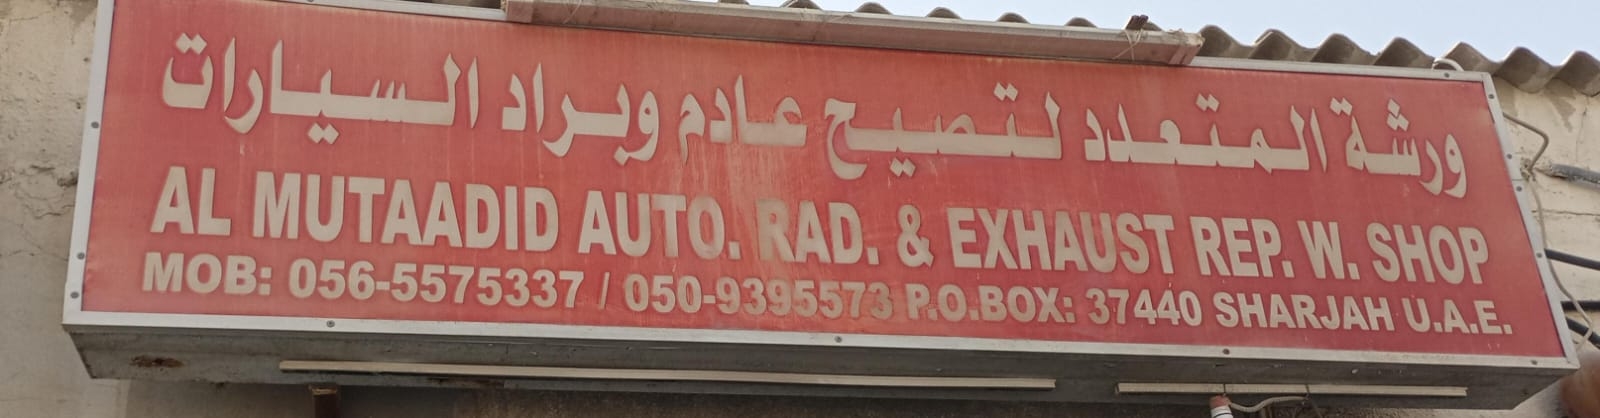 ورشة المتعدد لتصيح عادم وبراد السيارات
AL MUTAADID AUTO. RAD. & EXHAUST REP. W. SHOP
MOB: 056-5575337 / 050-9395573 P.O.BOX: 37440 SHARJAH U.A.E.